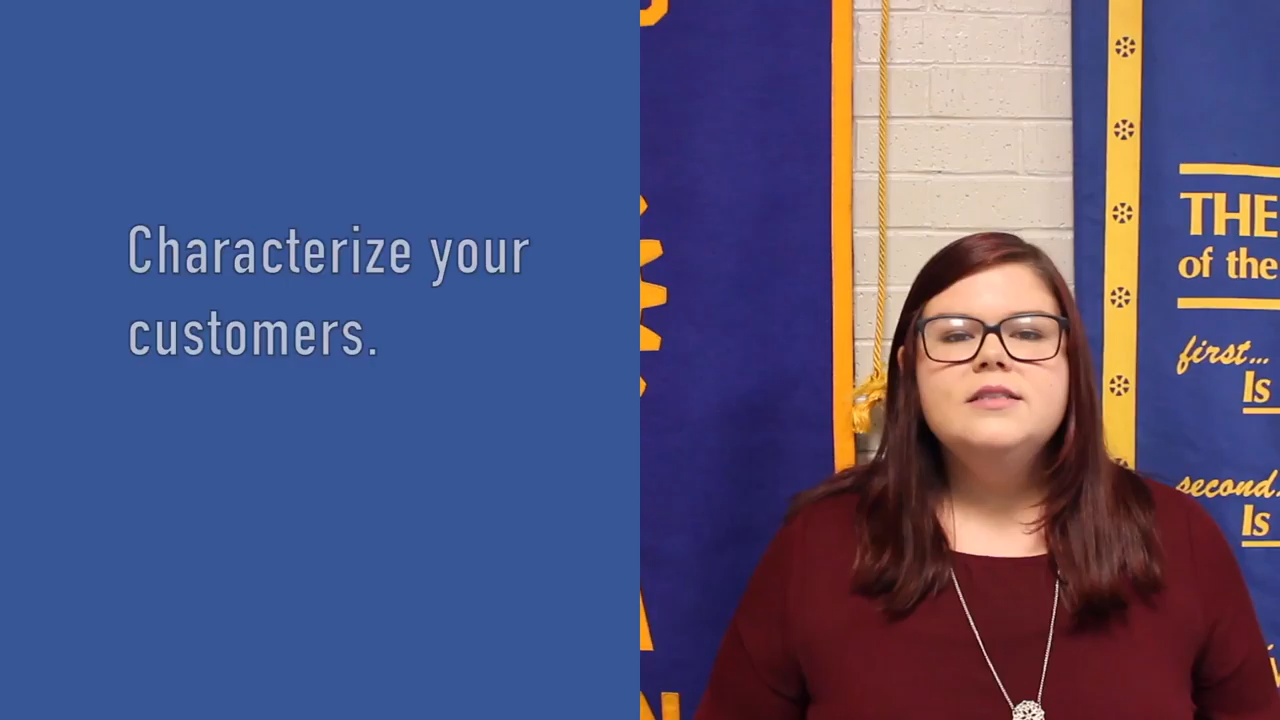 Characterize your
customers.
THE
of the
first...
Is
second
Is